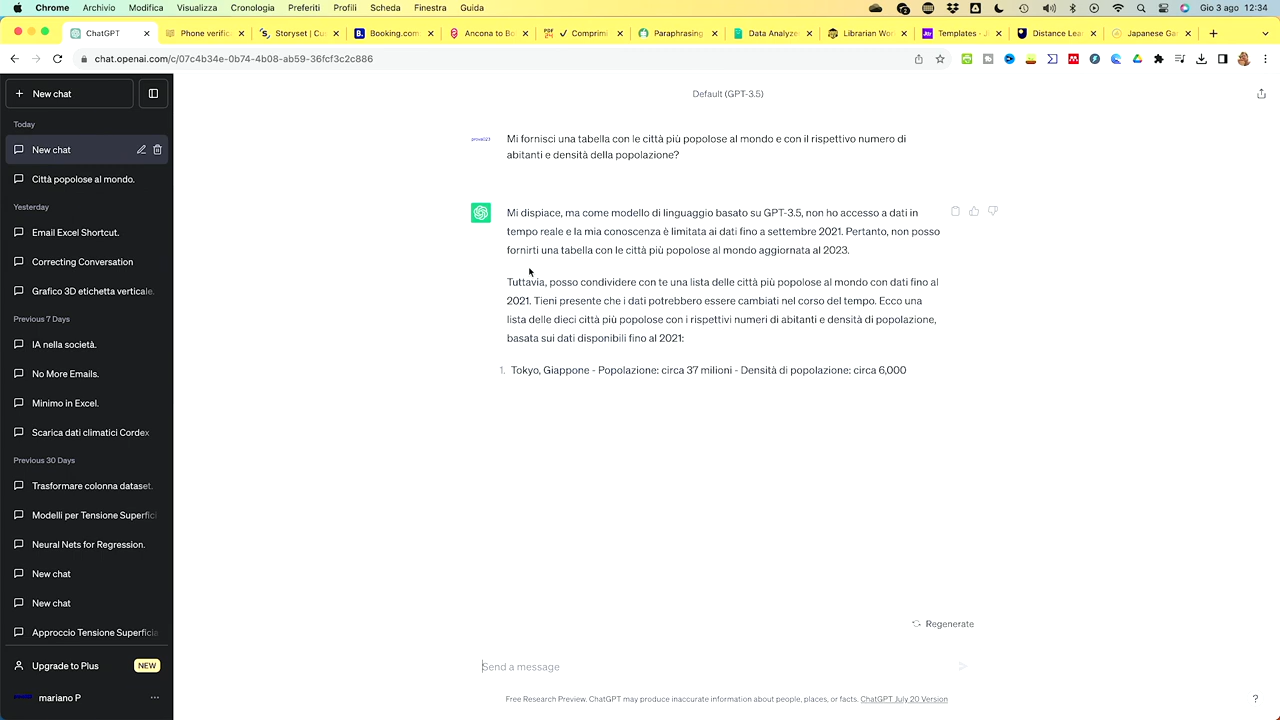 Chrome Archivio Modifica Visualizza Cronologia Preferiti Profili Scheda Finestra Guida Gio 3 ago 12:34
ChatGPT Phone verific Storyset | Cu Booking.com Ancona to Bo Comprimi Paraphrasing Data Analyze Librarian Wo Templates - J Distance Lea Japanese Ga
chat.openai.com/c/07c4b34e-0b74-4b08-ab59-36fcf3c2c886
New chat
Default (GPT-3.5)
Today
New chat
Città popolose al mondo.
Yesterday
Email Excel Shortcut.
Correcting Conversation
Grafico 3D etichetta verticale.
Previous 7 Days
IA nella società.
No More Emails.
Minimo in Excel.
Scarica dati climatici Cordex
Previous 30 Days
Trasformare colonna dataset.
Modelli per Tensione Superfici
Neural Nets for Regression.
New chat
New chat
Approccio Tensione Superficia
Upgrade to Plus NEW
mariano P
prova123
Mi fornisci una tabella con le città più popolose al mondo e con il rispettivo numero di
abitanti e densità della popolazione?
Mi dispiace, ma come modello di linguaggio basato su GPT-3.5, non ho accesso a dati in
tempo reale e la mia conoscenza è limitata ai dati fino a settembre 2021. Pertanto, non posso
fornirti una tabella con le città più popolose al mondo aggiornata al 2023.
Tuttavia, posso condividere con te una lista delle città più popolose al mondo con dati fino al
2021. Tieni presente che i dati potrebbero essere cambiati nel corso del tempo. Ecco una
lista delle dieci città più popolose con i rispettivi numeri di abitanti e densità di popolazione,
basata sui dati disponibili fino al 2021:
1. Tokyo, Giappone - Popolazione: circa 37 milioni - Densità di popolazione: circa 6,000
Regenerate
Send a message
Free Research Preview. ChatGPT may produce inaccurate information about people, places, or facts. ChatGPT July 20 Version
?